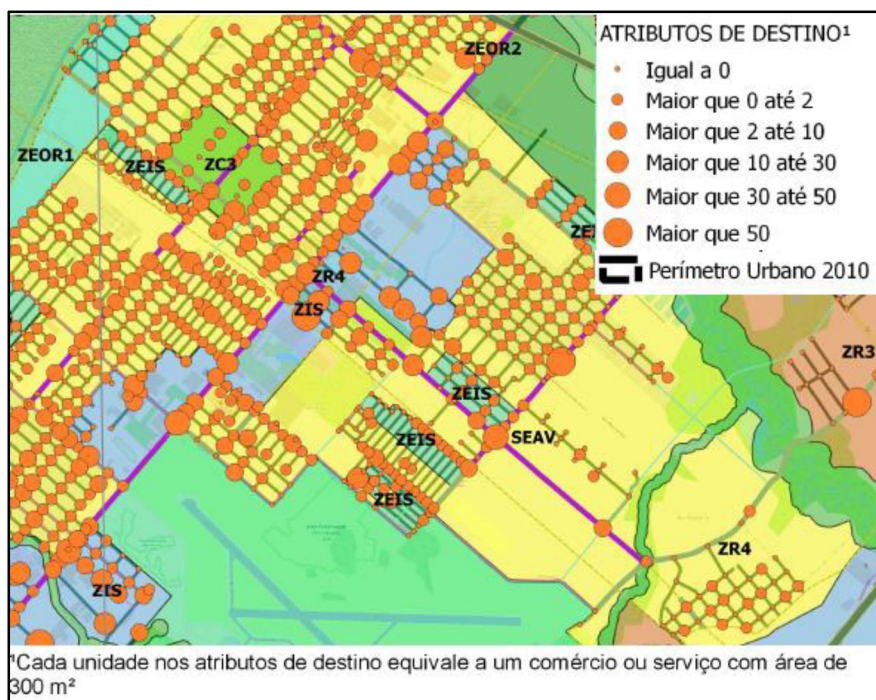 ATRIBUTOS DE DESTINO¹
Igual a 0
Maior que 0 até 2
Maior que 2 até 10
Maior que 10 até 30
Maior que 30 até 50
Maior que 50
Perímetro Urbano 2010
ZEOR2
ZEOR1
ZEIS
ZC3
ZR4
ZIS
ZR3
ZEIS
SEAV
ZEIS
ZEIS
ZR4
ZIS
¹Cada unidade nos atributos de destino equivale a um comércio ou serviço com área de
300 m²